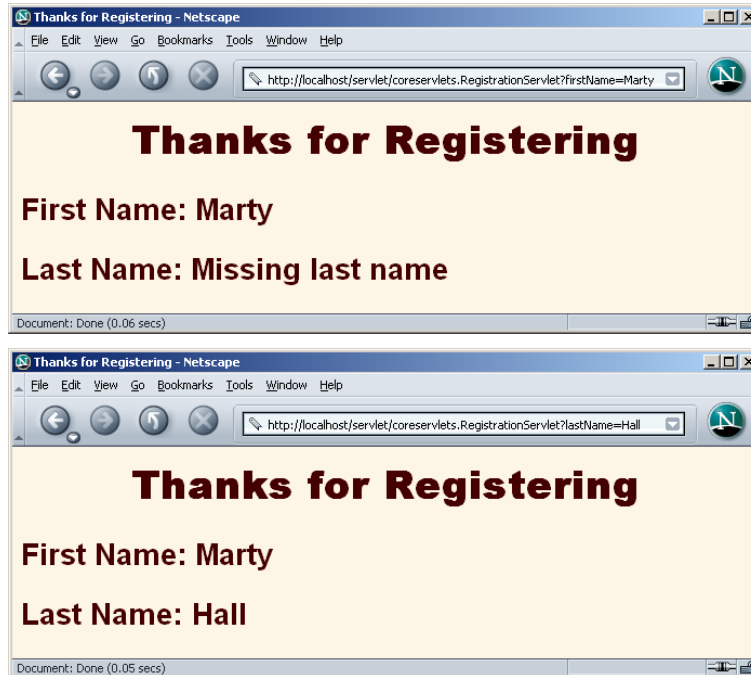 Thanks for Registering - Netscape
File Edit View Go Bookmarks Tools Window Help
http://localhost/servlet/coreservlets.RegistrationServlet?firstName=Marty
N
Thanks for Registering
First Name: Marty
Last Name: Missing last name
Document: Done (0.06 secs)
Thanks for Registering - Netscape
File Edit View Go Bookmarks Tools Window Help
http://localhost/servlet/coreservlets.RegistrationServlet?lastName=Hall
N
Thanks for Registering
First Name: Marty
Last Name: Hall
Document: Done (0.05 secs)